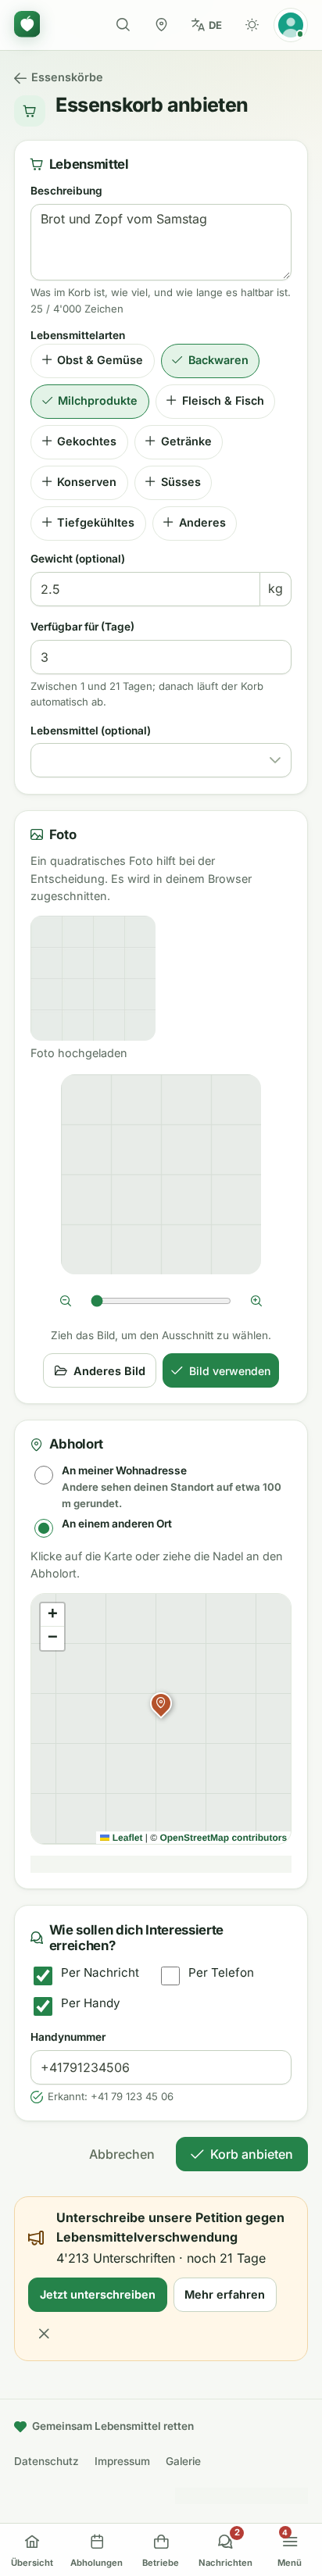 DE
Essenskörbe
Essenskorb anbieten
Lebensmittel
Beschreibung
Brot und Zopf vom Samstag
Was im Korb ist, wie viel, und wie lange es haltbar ist.
25 / 4'000 Zeichen
Lebensmittelarten
Obst & Gemüse
Backwaren
Milchprodukte
Fleisch & Fisch
Gekochtes
Getränke
Konserven
Süsses
Tiefgekühltes
Anderes
Gewicht (optional)
2.5 kg
Verfügbar für (Tage)
3
Zwischen 1 und 21 Tagen; danach läuft der Korb
automatisch ab.
Lebensmittel (optional)
Foto
Ein quadratisches Foto hilft bei der
Entscheidung. Es wird in deinem Browser
zugeschnitten.
Foto hochgeladen
Zieh das Bild, um den Ausschnitt zu wählen.
Anderes Bild
Bild verwenden
Abholort
An meiner Wohnadresse
Andere sehen deinen Standort auf etwa 100
m gerundet.
An einem anderen Ort
Klicke auf die Karte oder ziehe die Nadel an den
Abholort.
+
−
Leaflet | © OpenStreetMap contributors
Wie sollen dich Interessierte
erreichen?
Per Nachricht
Per Telefon
Per Handy
Handynummer
+41791234506
Erkannt: +41 79 123 45 06
Abbrechen
Korb anbieten
Unterschreibe unsere Petition gegen
Lebensmittelverschwendung
4'213 Unterschriften · noch 21 Tage
Jetzt unterschreiben
Mehr erfahren
Gemeinsam Lebensmittel retten
Datenschutz
Impressum
Galerie
2
4
Übersicht
Abholungen
Betriebe
Nachrichten
Menü